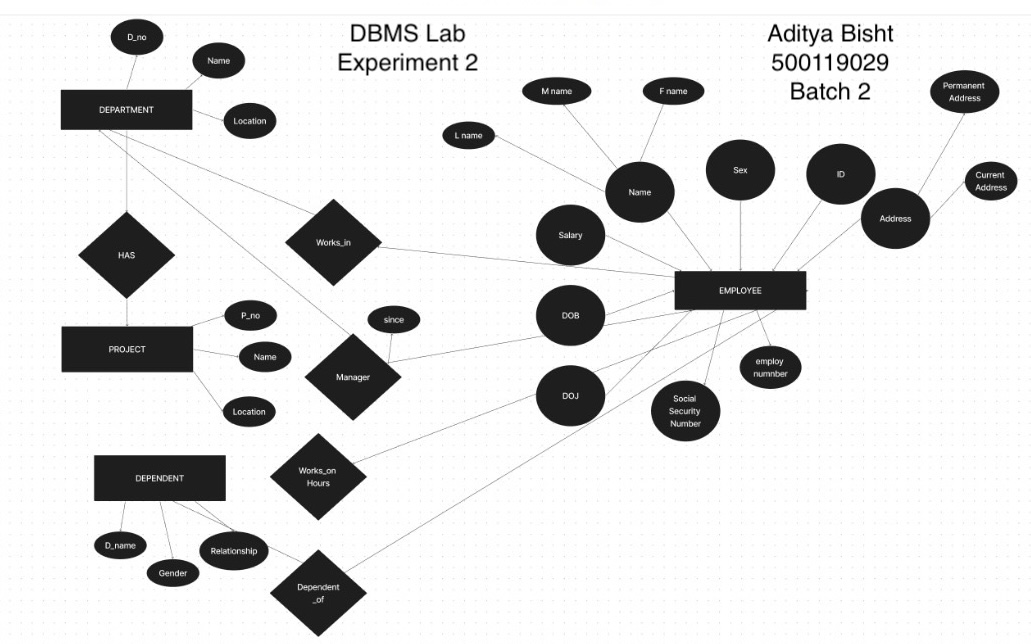 DBMS Lab
Experiment 2
Aditya Bisht
500119029
Batch 2
D_no
Name
DEPARTMENT
Location
M name
F name
L name
Permanent
Address
Current
Address
Name
Sex
ID
Address
Salary
Works_in
HAS
EMPLOYEE
DOB
P_no
since
PROJECT
Name
Manager
Location
DOJ
employ
numnber
Social
Security
Number
Works_on
Hours
DEPENDENT
D_name
Gender
Relationship
Dependent
_of